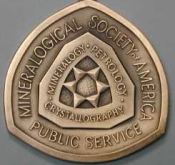 MINERALOGICAL SOCIETY OF AMERICA
MINERALOGY · PETROLOGY · CRYSTALLOGRAPHY ·
PUBLIC SERVICE